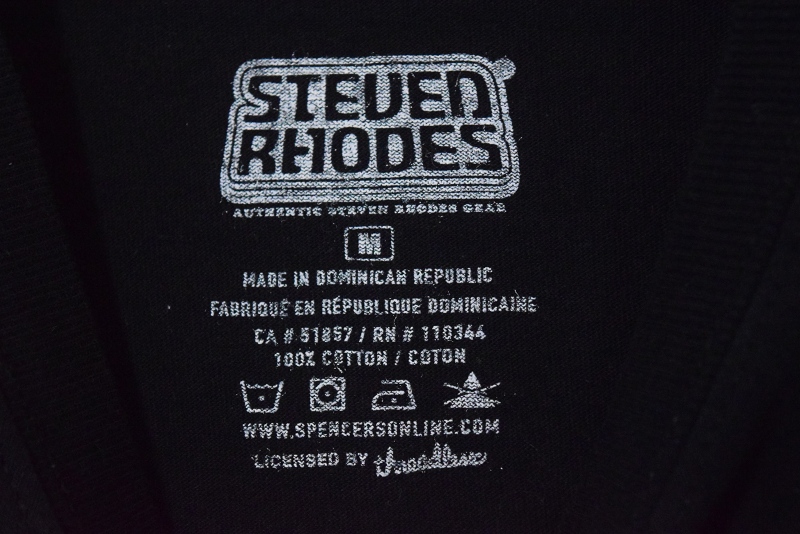 STEVEN
RHODES
AUTHENTIC STEVEN RHODES GEAR
M
MADE IN DOMINICAN REPUBLIC
FABRIQUÉ EN RÉPUBLIQUE DOMINICAINE
CA # 51857 / RN # 110344
100% COTTON / COTON
WWW.SPENCERSONLINE.COM
LICENSED BY threadless